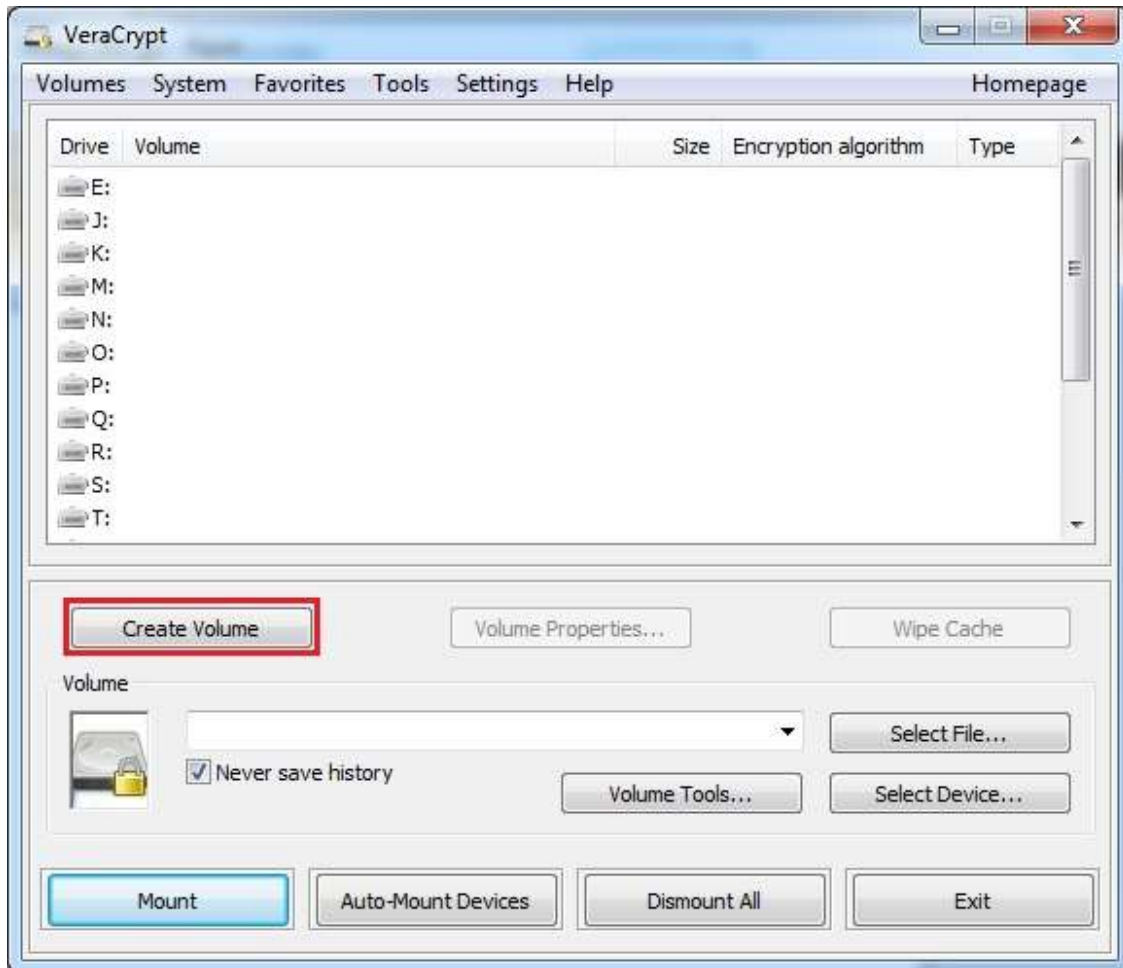 VeraCrypt
Volumes System Favorites Tools Settings Help Homepage
Drive Volume Size Encryption algorithm Type
E:
J:
K:
M:
N:
O:
P:
Q:
R:
S:
T:
Create Volume Volume Properties... Wipe Cache
Volume
Select File...
Never save history
Volume Tools... Select Device...
Mount Auto-Mount Devices Dismount All Exit